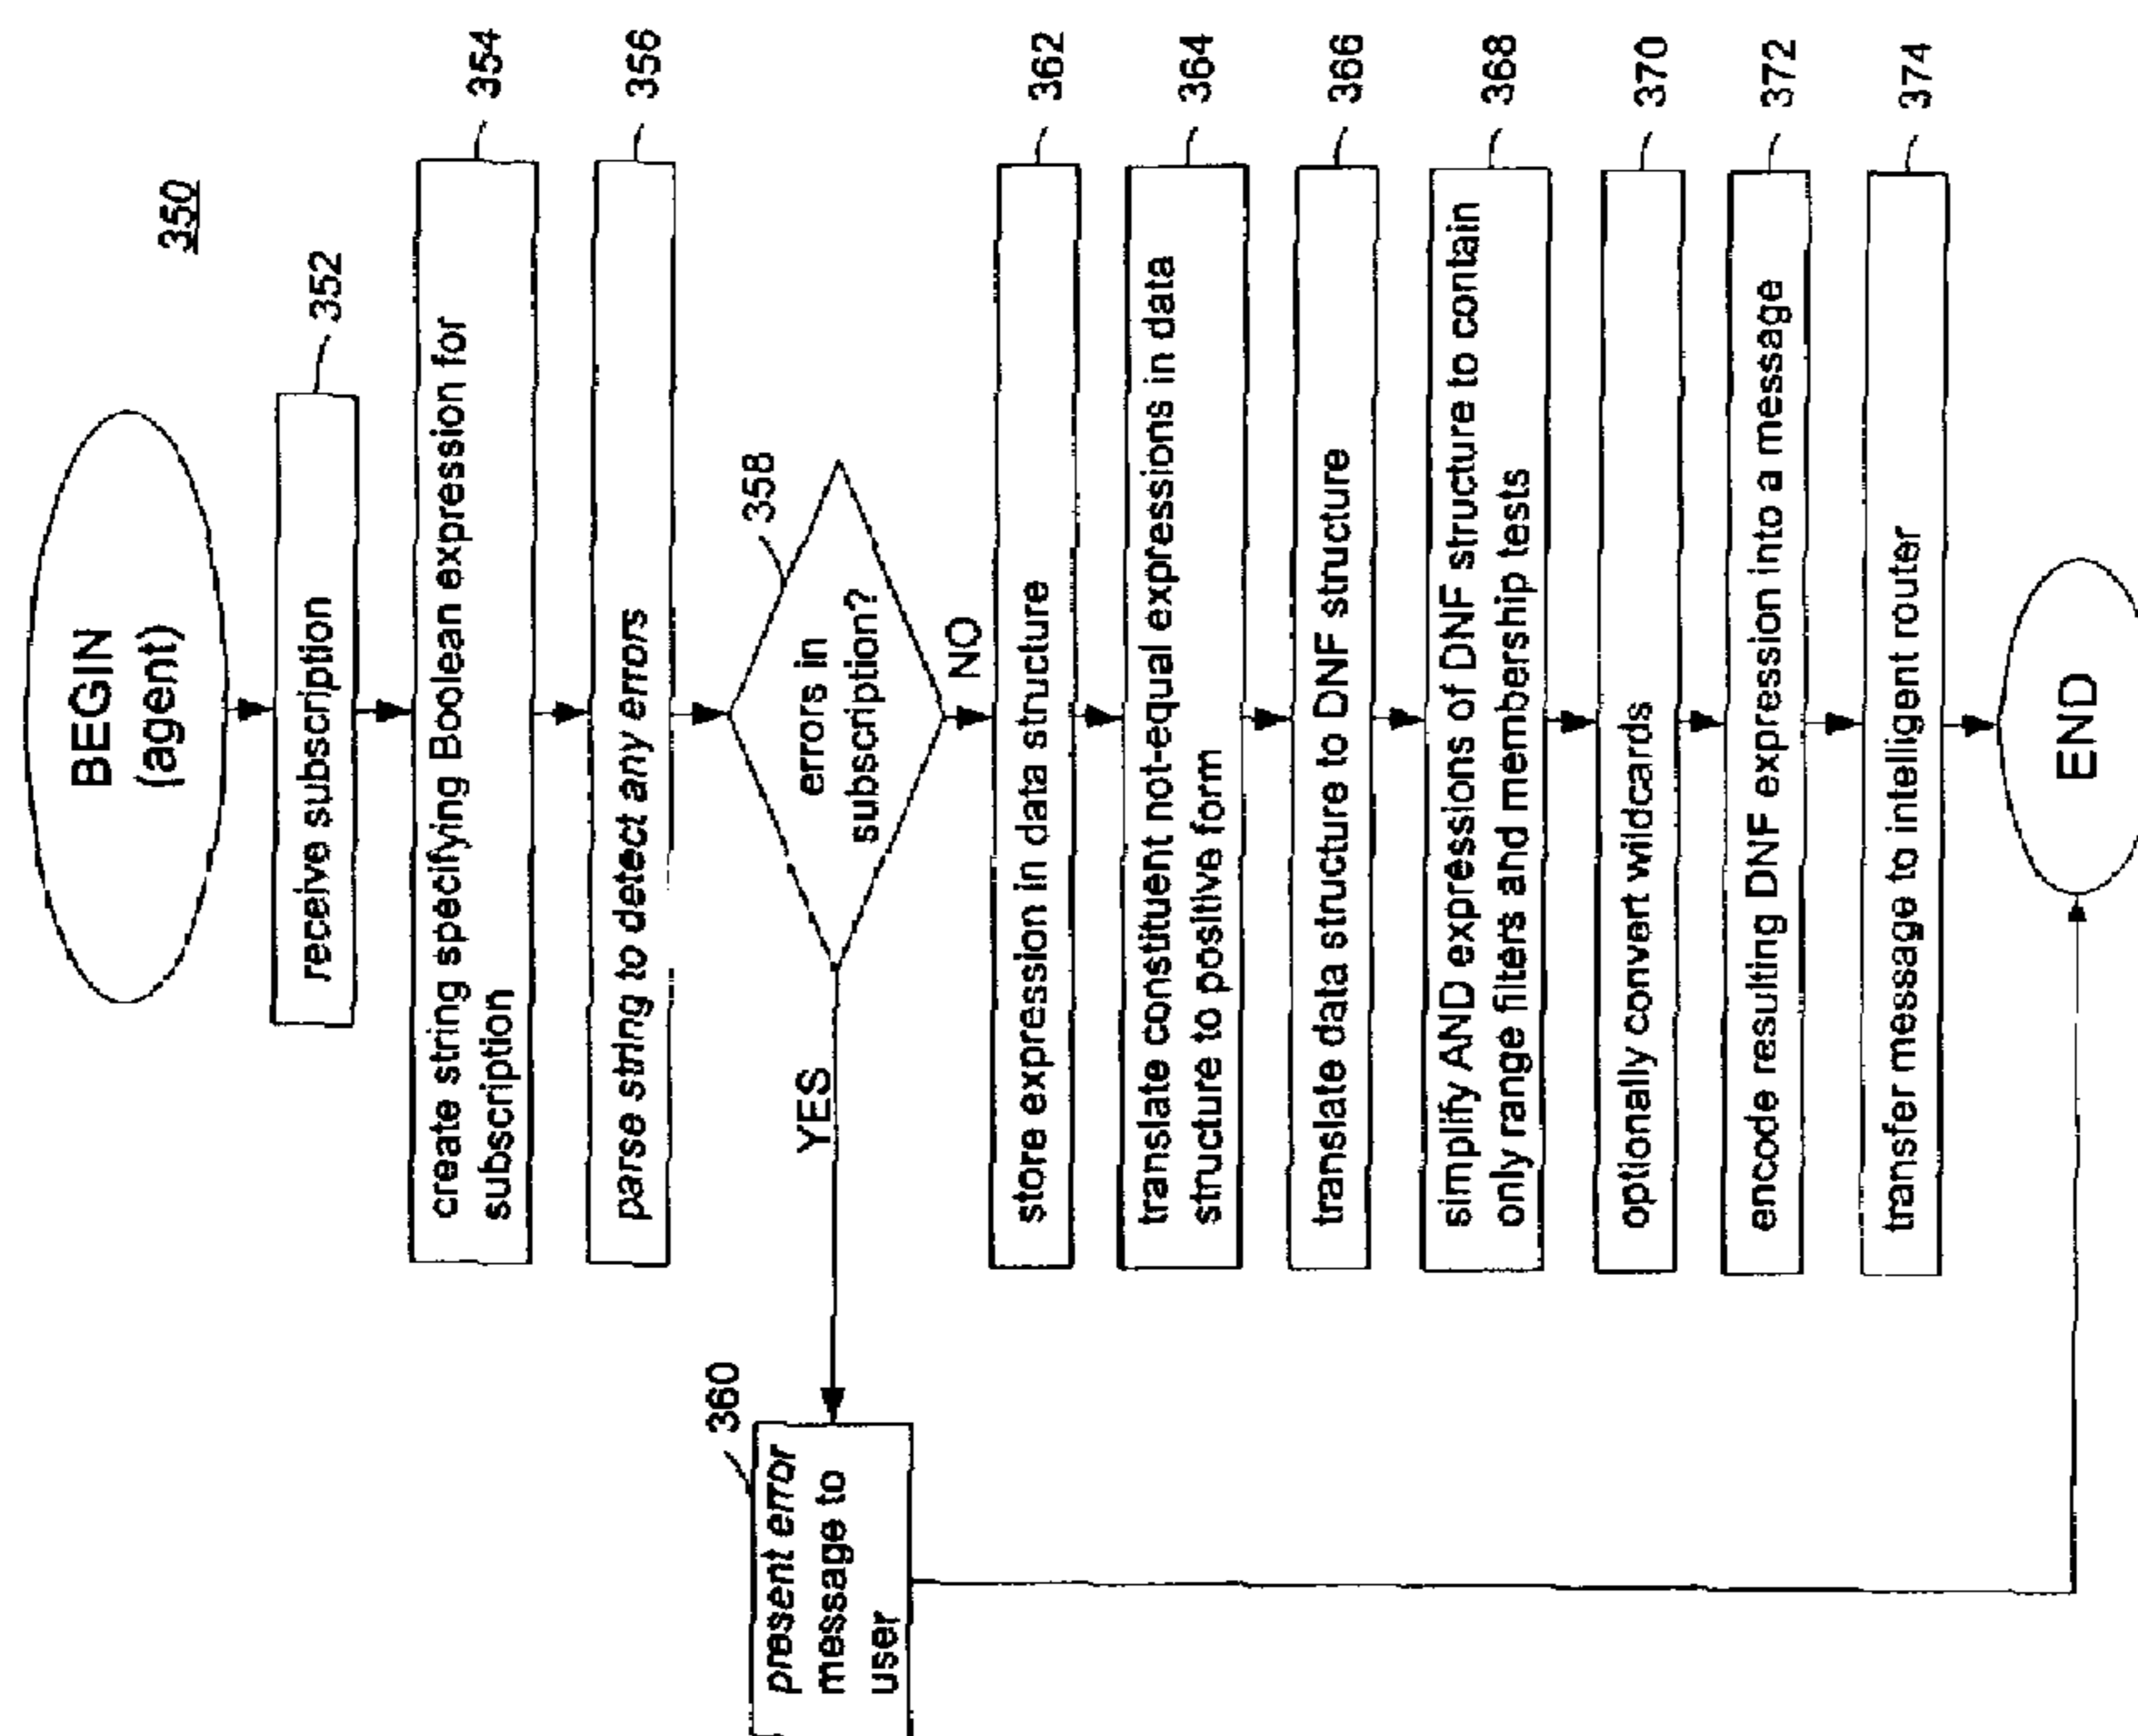 350
BEGIN
(agent)
receive subscription
352
create string specifying Boolean expression for
subscription
354
parse string to detect any errors
356
errors in
subscription?
358
YES
NO
present error
message to
user
360
store expression in data structure
362
translate constituent not-equal expressions in data
structure to positive form
364
translate data structure to DNF structure
366
simplify AND expressions of DNF structure to contain
only range filters and membership tests
368
optionally convert wildcards
370
encode resulting DNF expression into a message
372
transfer message to intelligent router
374
END